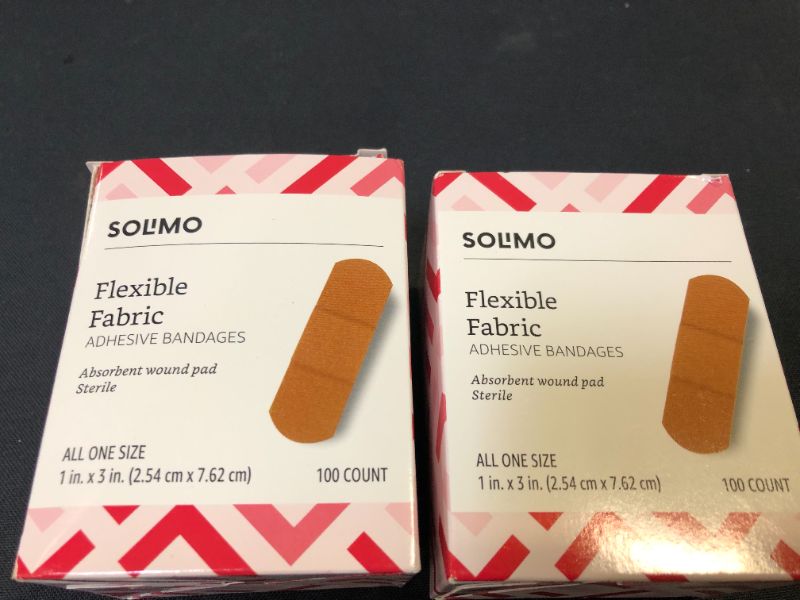 SOLIMO
Flexible
Fabric
ADHESIVE BANDAGES
Absorbent wound pad
Sterile
ALL ONE SIZE
1 in. x 3 in. (2.54 cm x 7.62 cm)
100 COUNT
SOLIMO
Flexible
Fabric
ADHESIVE BANDAGES
Absorbent wound pad
Sterile
ALL ONE SIZE
1 in. x 3 in. (2.54 cm x 7.62 cm)
100 COUNT